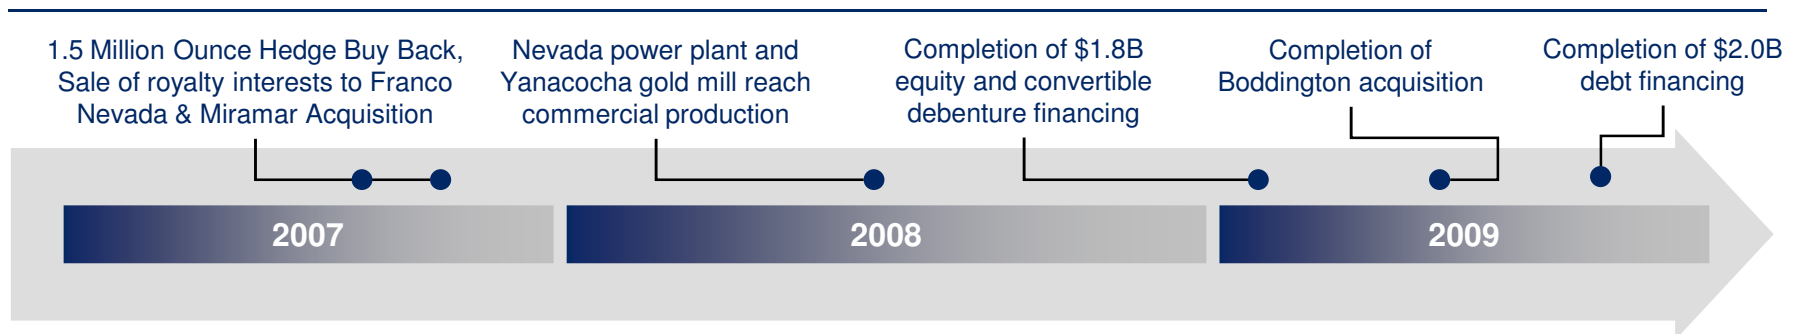 1.5 Million Ounce Hedge Buy Back,
Sale of royalty interests to Franco
Nevada & Miramar Acquisition
Nevada power plant and
Yanacocha gold mill reach
commercial production
Completion of $1.8B
equity and convertible
debenture financing
Completion of
Boddington acquisition
Completion of $2.0B
debt financing
2007
2008
2009